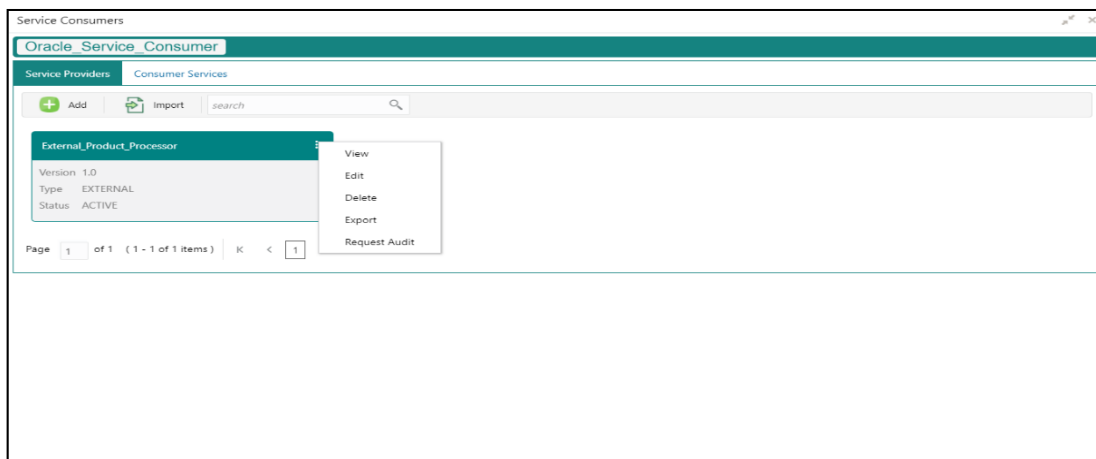 Service Consumers
Oracle_Service_Consumer
Service Providers Consumer Services
Add Import search
External_Product_Processor
Version 1.0
Type EXTERNAL
Status ACTIVE
View
Edit
Delete
Export
Request Audit
Page 1 of 1 ( 1 - 1 of 1 items ) K < 1